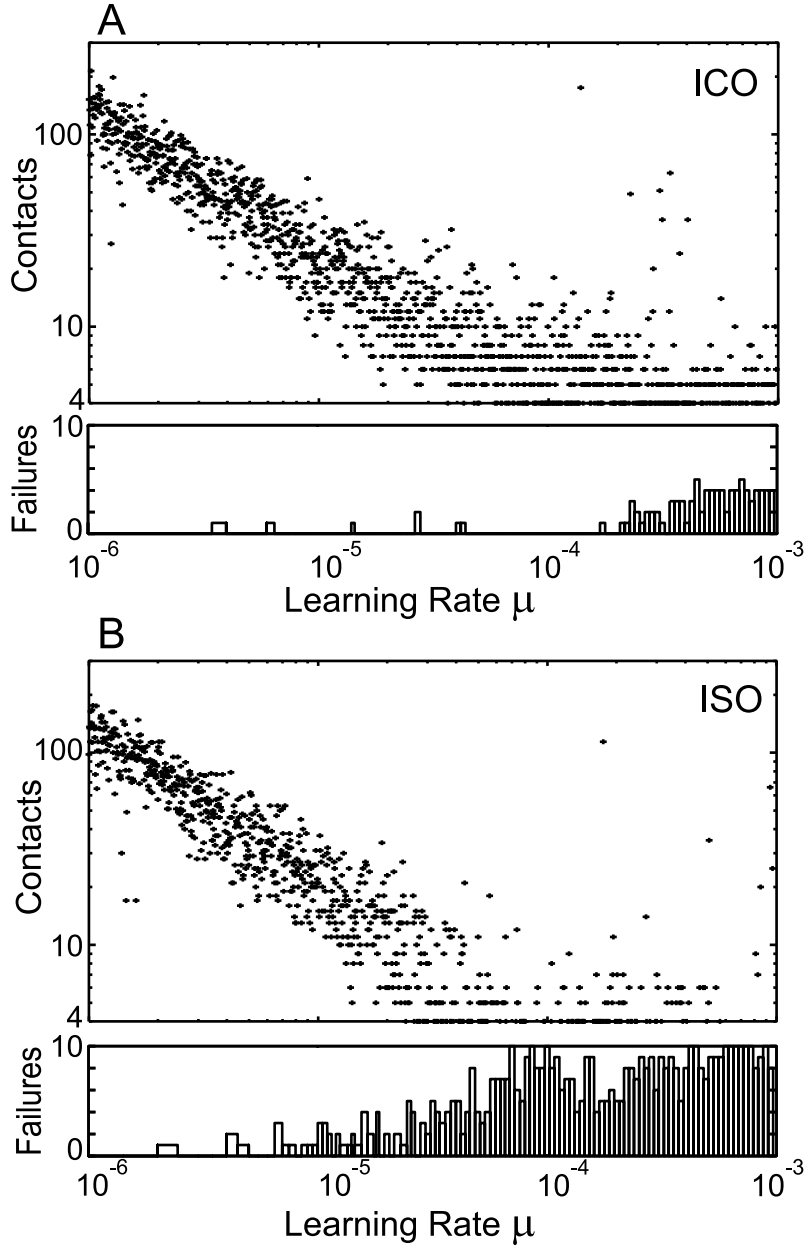 A
ICO
Contacts
100
10
4
Failures
10
0
10⁻⁶ 10⁻⁵ 10⁻⁴ 10⁻³
Learning Rate μ
B
ISO
Contacts
100
10
4
Failures
10
0
10⁻⁶ 10⁻⁵ 10⁻⁴ 10⁻³
Learning Rate μ